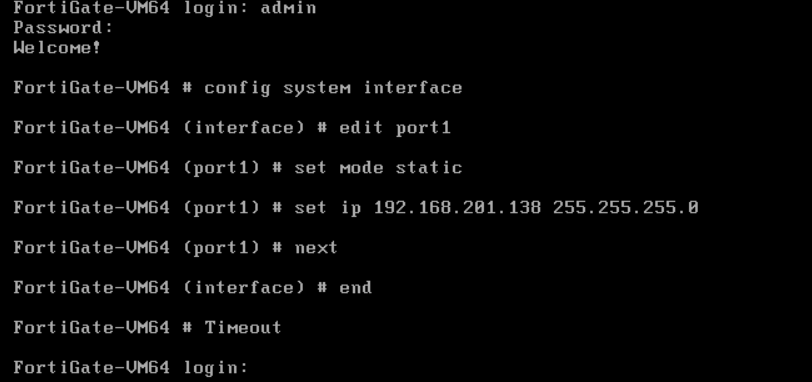 FortiGate-VM64 login: admin
Password:
Welcome!
FortiGate-VM64 # config system interface
FortiGate-VM64 (interface) # edit port1
FortiGate-VM64 (port1) # set mode static
FortiGate-VM64 (port1) # set ip 192.168.201.138 255.255.255.0
FortiGate-VM64 (port1) # next
FortiGate-VM64 (interface) # end
FortiGate-VM64 # Timeout
FortiGate-VM64 login: